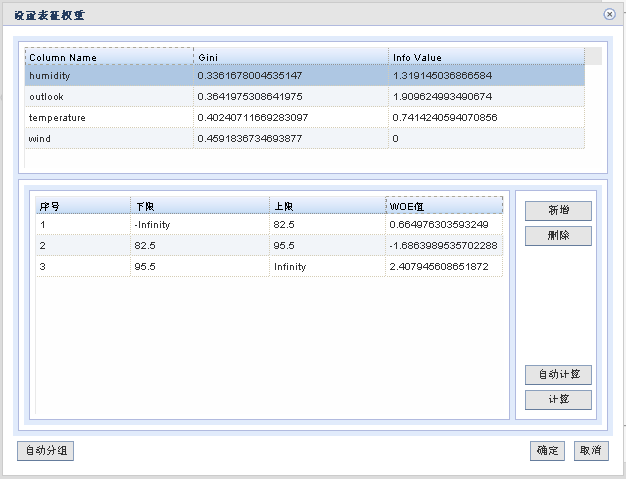 设置表征权重
Column Name Gini Info Value
humidity 0.3361678004535147 1.319145036866584
outlook 0.3641975308641975 1.909624993490674
temperature 0.40240711669283097 0.7414240594070856
wind 0.4591836734693877 0
序号 下限 上限 WOE值
1 -Infinity 82.5 0.664976303593249
2 82.5 95.5 -1.6863989535702288
3 95.5 Infinity 2.407945608651872
新增
删除
自动计算
计算
自动分组 确定 取消